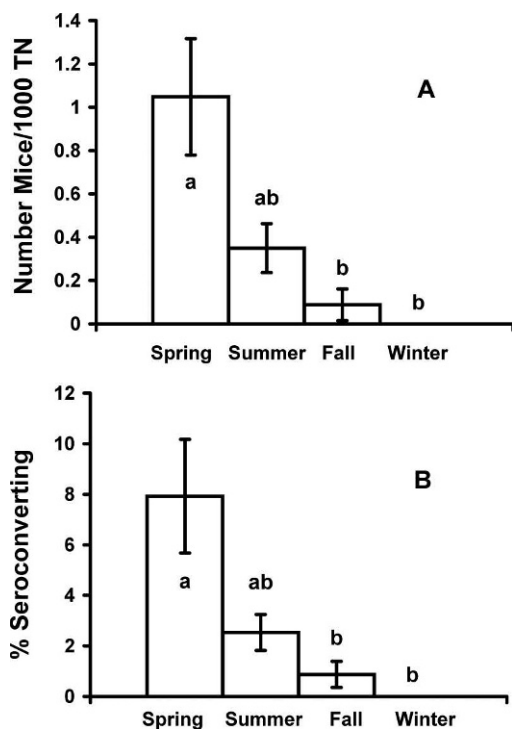 Number Mice/1000 TN
1.4
1.2
1
0.8
0.6
0.4
0.2
0
A
a
ab
b
b
Spring Summer Fall Winter
% Seroconverting
12
10
8
6
4
2
0
B
a
ab
b
b
Spring Summer Fall Winter